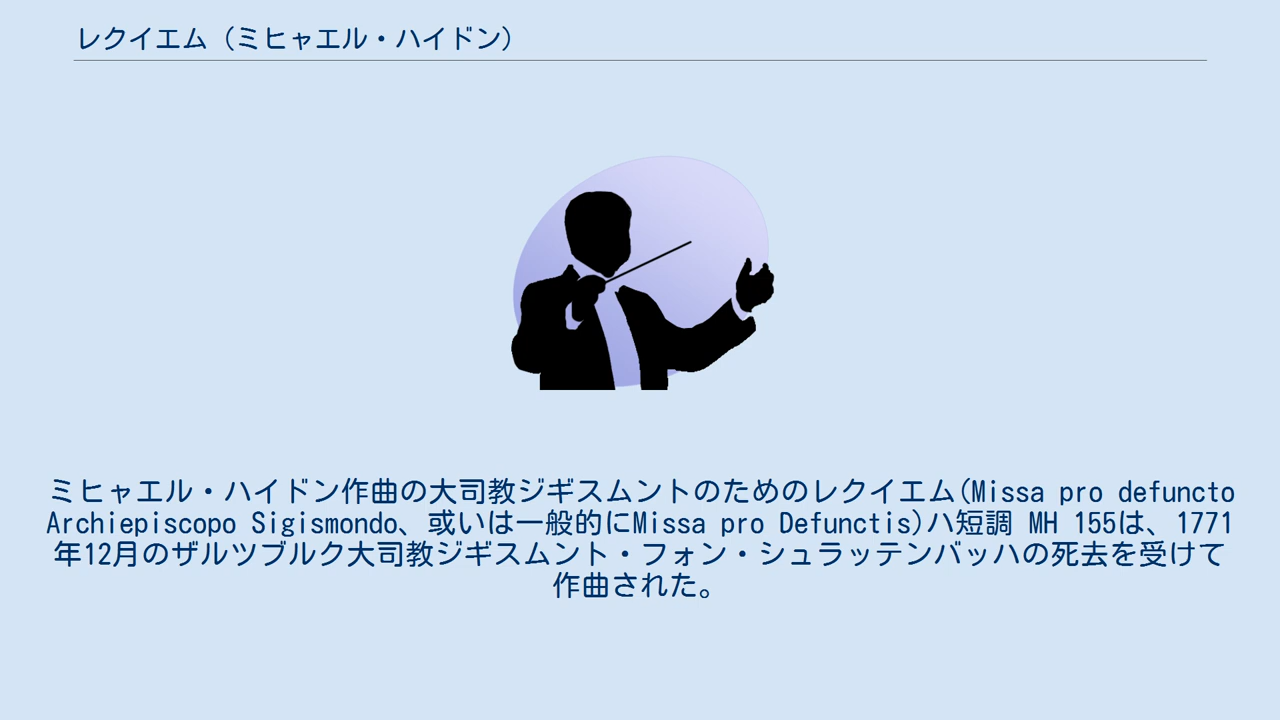 レクイエム（ミヒャエル・ハイドン）
ミヒャエル・ハイドン作曲の大司教ジギスムントのためのレクイエム(Missa pro defuncto
Archiepiscopo Sigismondo、或いは一般的にMissa pro Defunctis)ハ短調 MH 155は、1771
年12月のザルツブルク大司教ジギスムント・フォン・シュラッテンバッハの死去を受けて
作曲された。